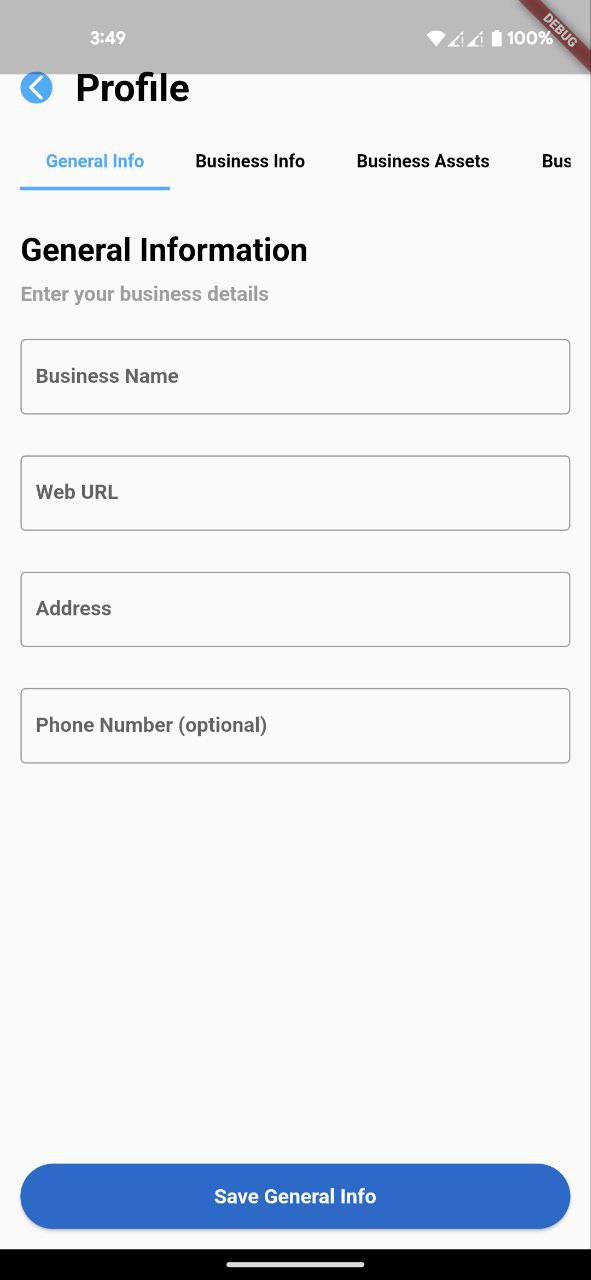 3:49
100%
DEBUG
Profile
General Info Business Info Business Assets Bus
General Information
Enter your business details
Business Name
Web URL
Address
Phone Number (optional)
Save General Info